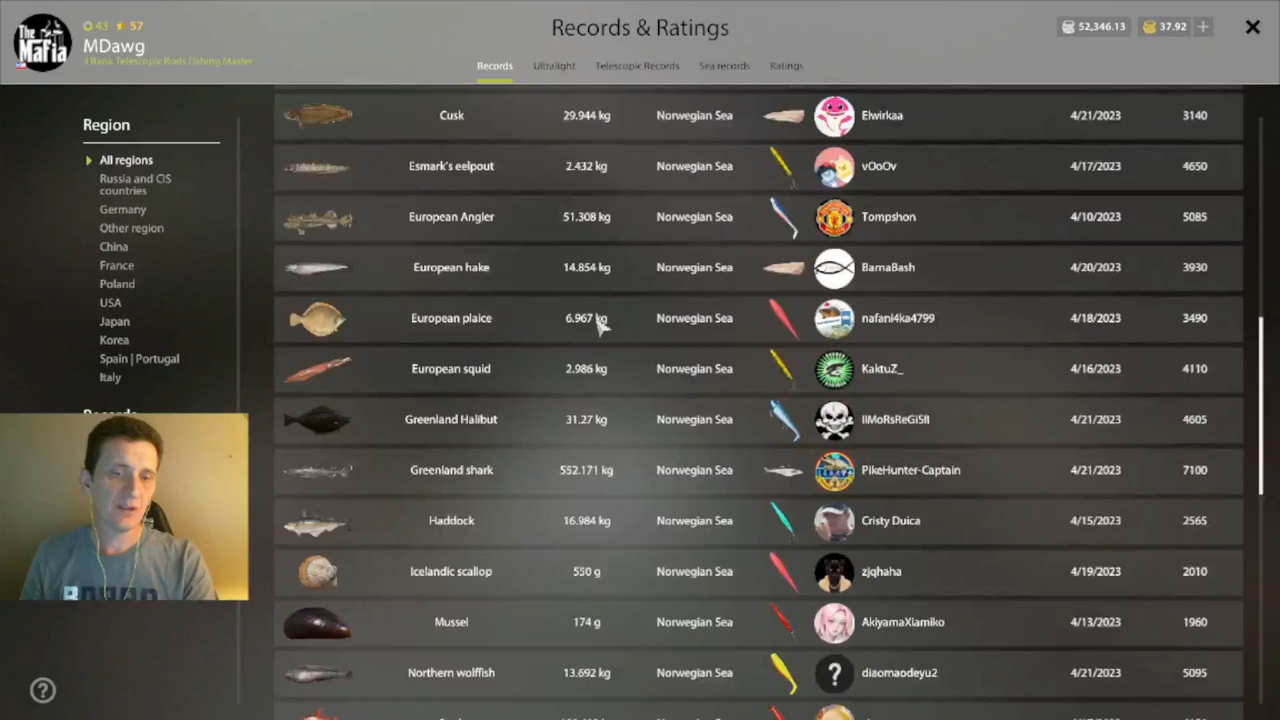 The Mafia
43 57
MDawg
4 Rank Telescopic Rods Fishing Master
Records & Ratings
52,346.13 37.92 +
Records Ultralight Telescopic Records Sea records Ratings
Region
All regions
Russia and CIS
countries
Germany
Other region
China
France
Poland
USA
Japan
Korea
Spain | Portugal
Italy
Cusk 29.944 kg Norwegian Sea Elwirkaa 4/21/2023 3140
Esmark's eelpout 2.432 kg Norwegian Sea vOoOv 4/17/2023 4650
European Angler 51.308 kg Norwegian Sea Tompshon 4/10/2023 5085
European hake 14.854 kg Norwegian Sea BarnaBash 4/20/2023 3930
European plaice 6.967 kg Norwegian Sea nafani4ka4799 4/18/2023 3490
European squid 2.986 kg Norwegian Sea KaktuZ_ 4/16/2023 4110
Greenland Halibut 31.27 kg Norwegian Sea 4/21/2023 4605
Greenland shark 552.171 kg Norwegian Sea PikeHunter-Captain 4/21/2023 7100
Haddock 16.984 kg Norwegian Sea Cristy Duica 4/15/2023 2565
Icelandic scallop 550 g Norwegian Sea zjqhaha 4/19/2023 2010
Mussel 174 g Norwegian Sea AkiyamaXiamiko 4/13/2023 1960
Northern wolffish 13.692 kg Norwegian Sea ? diaomaodeyu2 4/21/2023 5095
?